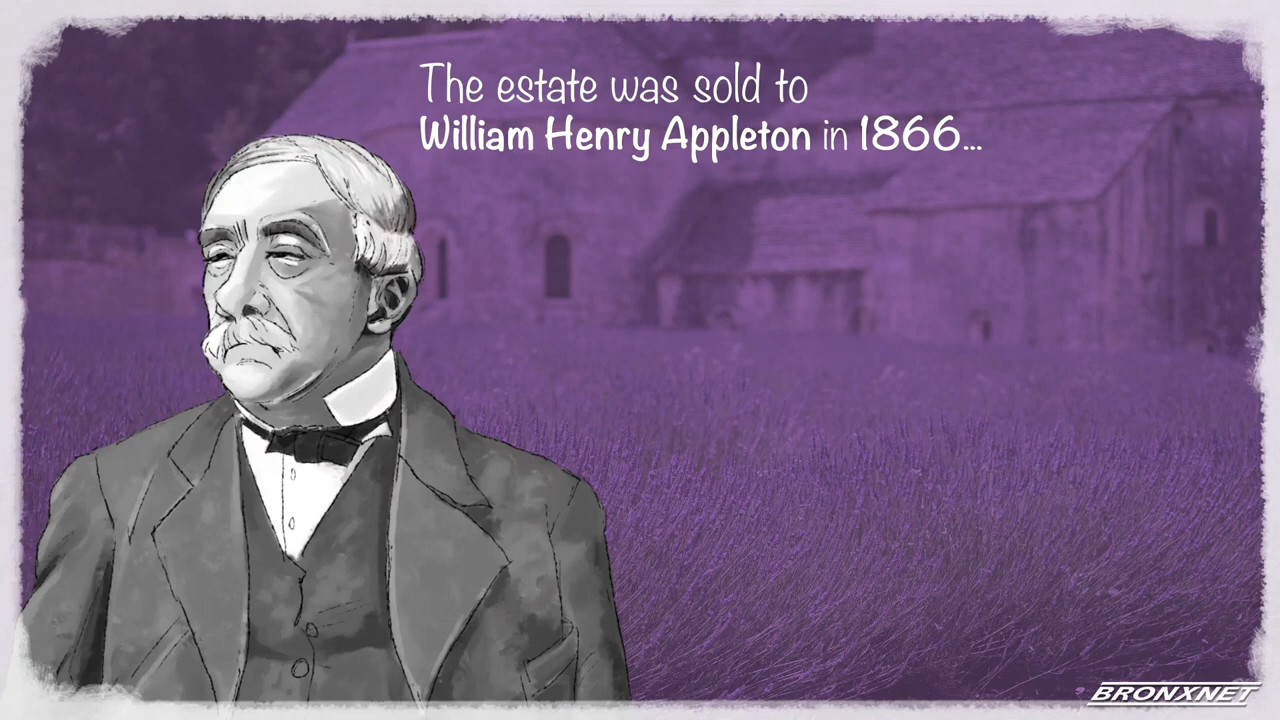 The estate was sold to
William Henry Appleton in 1866...
BRONXNET